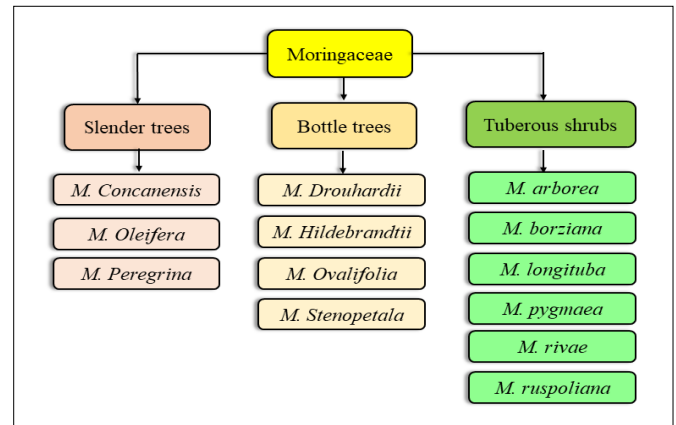 Moringaceae
Slender trees
M. Concanensis
M. Oleifera
M. Peregrina
Bottle trees
M. Drouhardii
M. Hildebrandtii
M. Ovalifolia
M. Stenopetala
Tuberous shrubs
M. arborea
M. borziana
M. longituba
M. pygmaea
M. rivae
M. ruspoliana